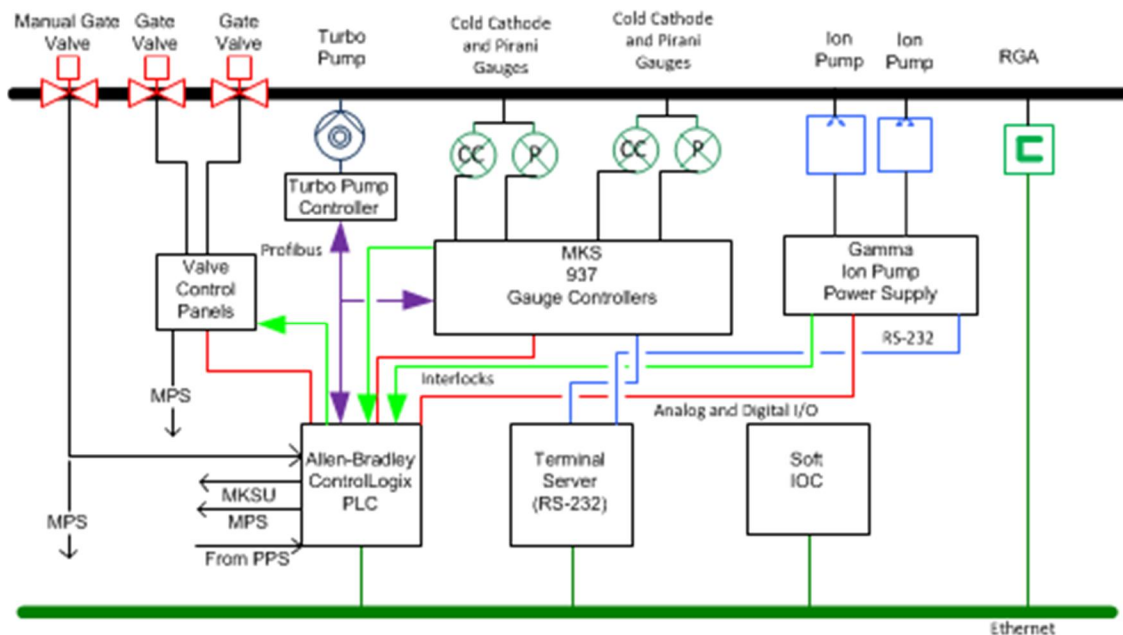 Manual Gate
Valve
Gate
Valve
Gate
Valve
Turbo
Pump
Cold Cathode
and Pirani
Gauges
Cold Cathode
and Pirani
Gauges
Ion
Pump
Ion
Pump
RGA
CC
P
CC
P
Turbo Pump
Controller
Profibus
Valve
Control
Panels
MKS
937
Gauge Controllers
Gamma
Ion Pump
Power Supply
RS-232
Interlocks
MPS
Analog and Digital I/O
Allen-Bradley
ControlLogix
PLC
Terminal
Server
(RS-232)
Soft
IOC
MKSU
MPS
MPS
From PPS
Ethernet